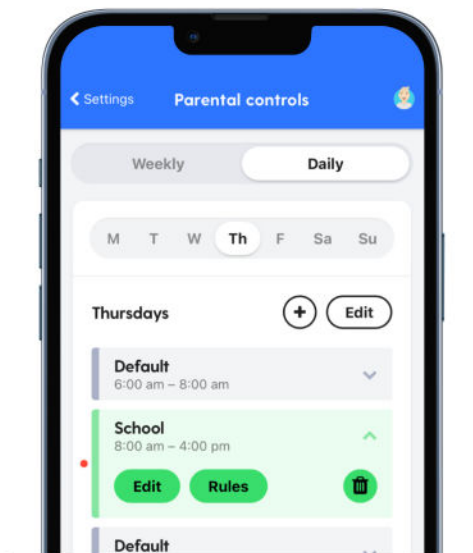 Settings
Parental controls
Weekly
Daily
M T W Th F Sa Su
Thursdays
+ Edit
Default
6:00 am – 8:00 am
School
8:00 am – 4:00 pm
Edit
Rules
Default